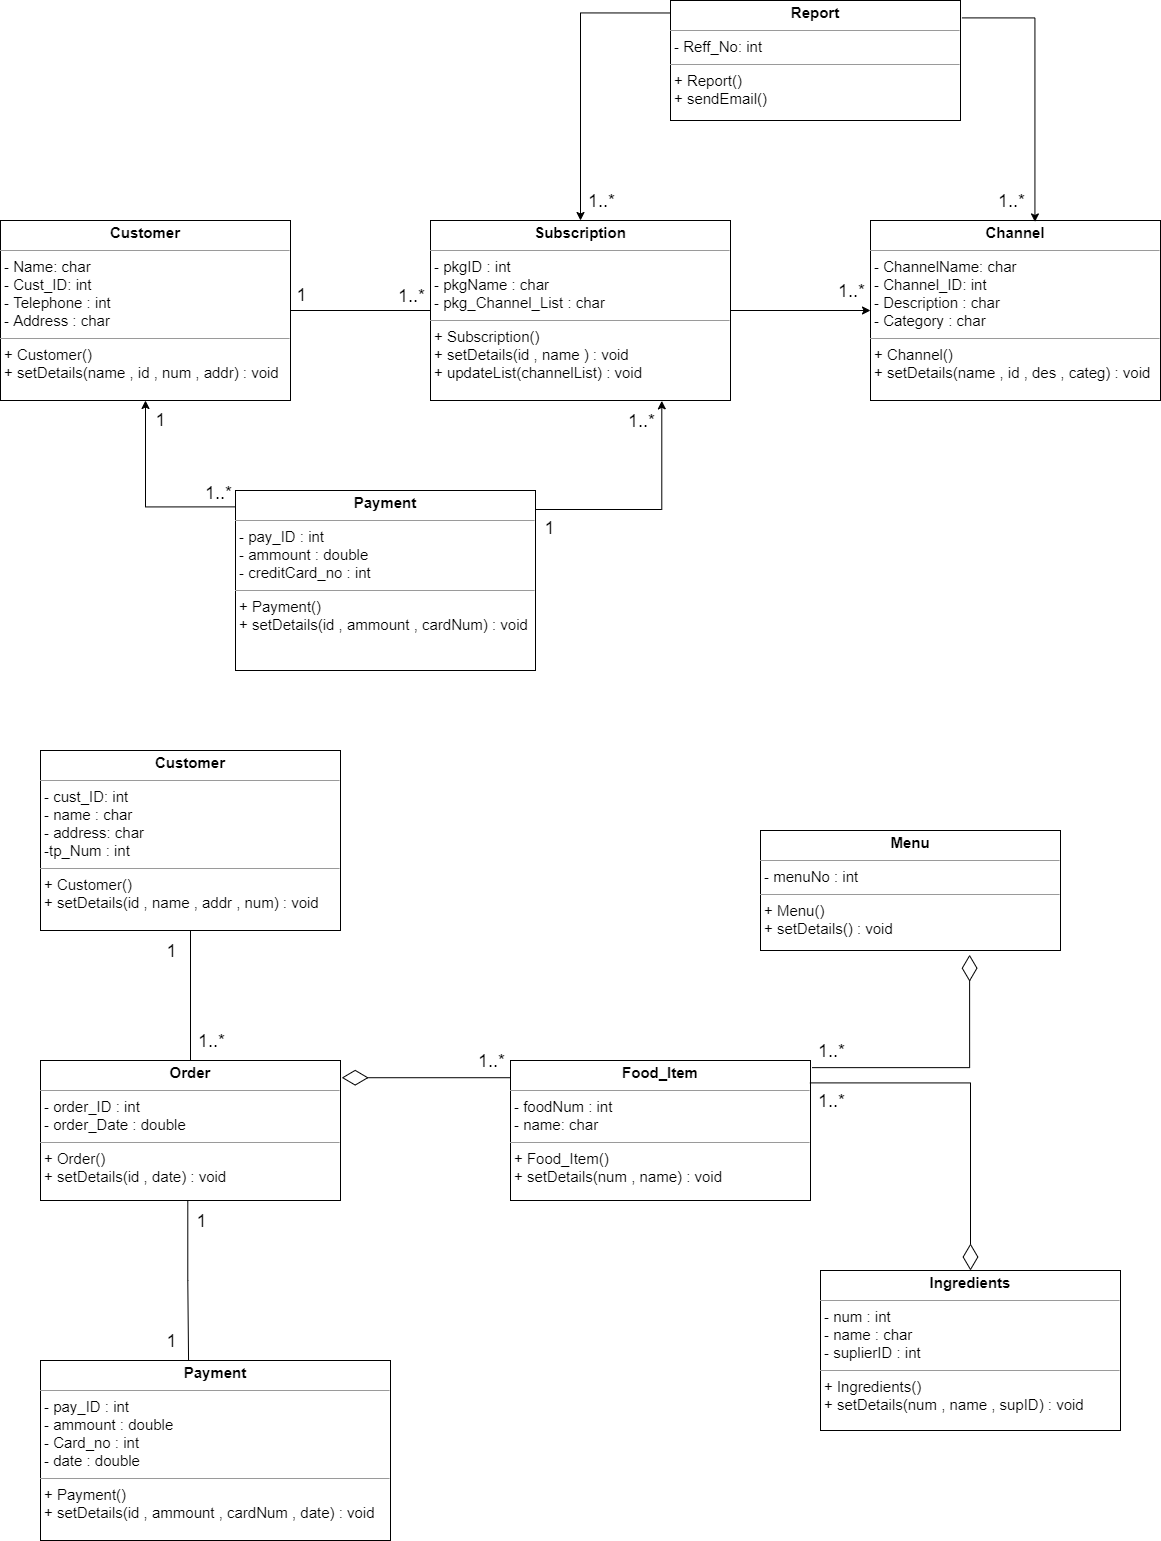 Report
- Reff_No: int
+ Report()
+ sendEmail()
1..*
1..*
Customer
- Name: char
- Cust_ID: int
- Telephone : int
- Address : char
+ Customer()
+ setDetails(name , id , num , addr) : void
1
1..*
Subscription
- pkgID : int
- pkgName : char
- pkg_Channel_List : char
+ Subscription()
+ setDetails(id , name ) : void
+ updateList(channelList) : void
1..*
Channel
- ChannelName: char
- Channel_ID: int
- Description : char
- Category : char
+ Channel()
+ setDetails(name , id , des , categ) : void
1
1..*
1..*
1
Payment
- pay_ID : int
- ammount : double
- creditCard_no : int
+ Payment()
+ setDetails(id , ammount , cardNum) : void
Customer
- cust_ID: int
- name : char
- address: char
-tp_Num : int
+ Customer()
+ setDetails(id , name , addr , num) : void
Menu
- menuNo : int
+ Menu()
+ setDetails() : void
1
1..*
Order
- order_ID : int
- order_Date : double
+ Order()
+ setDetails(id , date) : void
1..*
Food_Item
- foodNum : int
- name: char
+ Food_Item()
+ setDetails(num , name) : void
1..*
1..*
1
1
Ingredients
- num : int
- name : char
- suplierID : int
+ Ingredients()
+ setDetails(num , name , supID) : void
Payment
- pay_ID : int
- ammount : double
- Card_no : int
- date : double
+ Payment()
+ setDetails(id , ammount , cardNum , date) : void